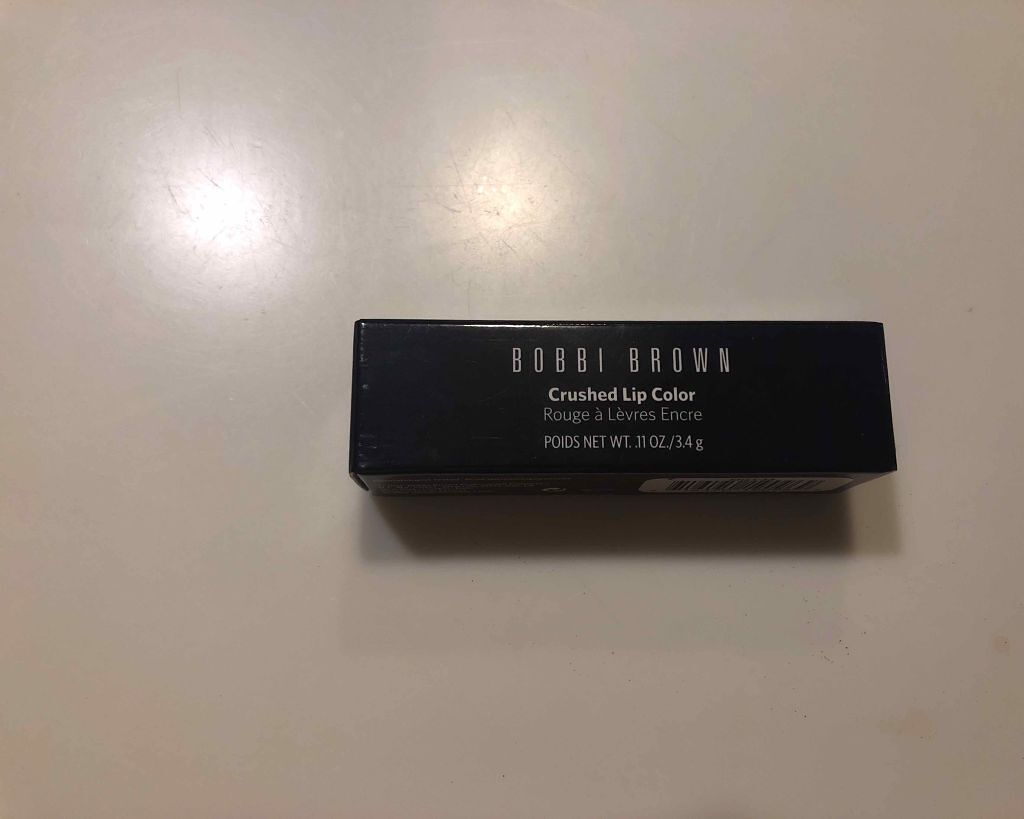 BOBBI BROWN
Crushed Lip Color
Rouge à Lèvres Encre
POIDS NET WT. .11 OZ./3.4 g